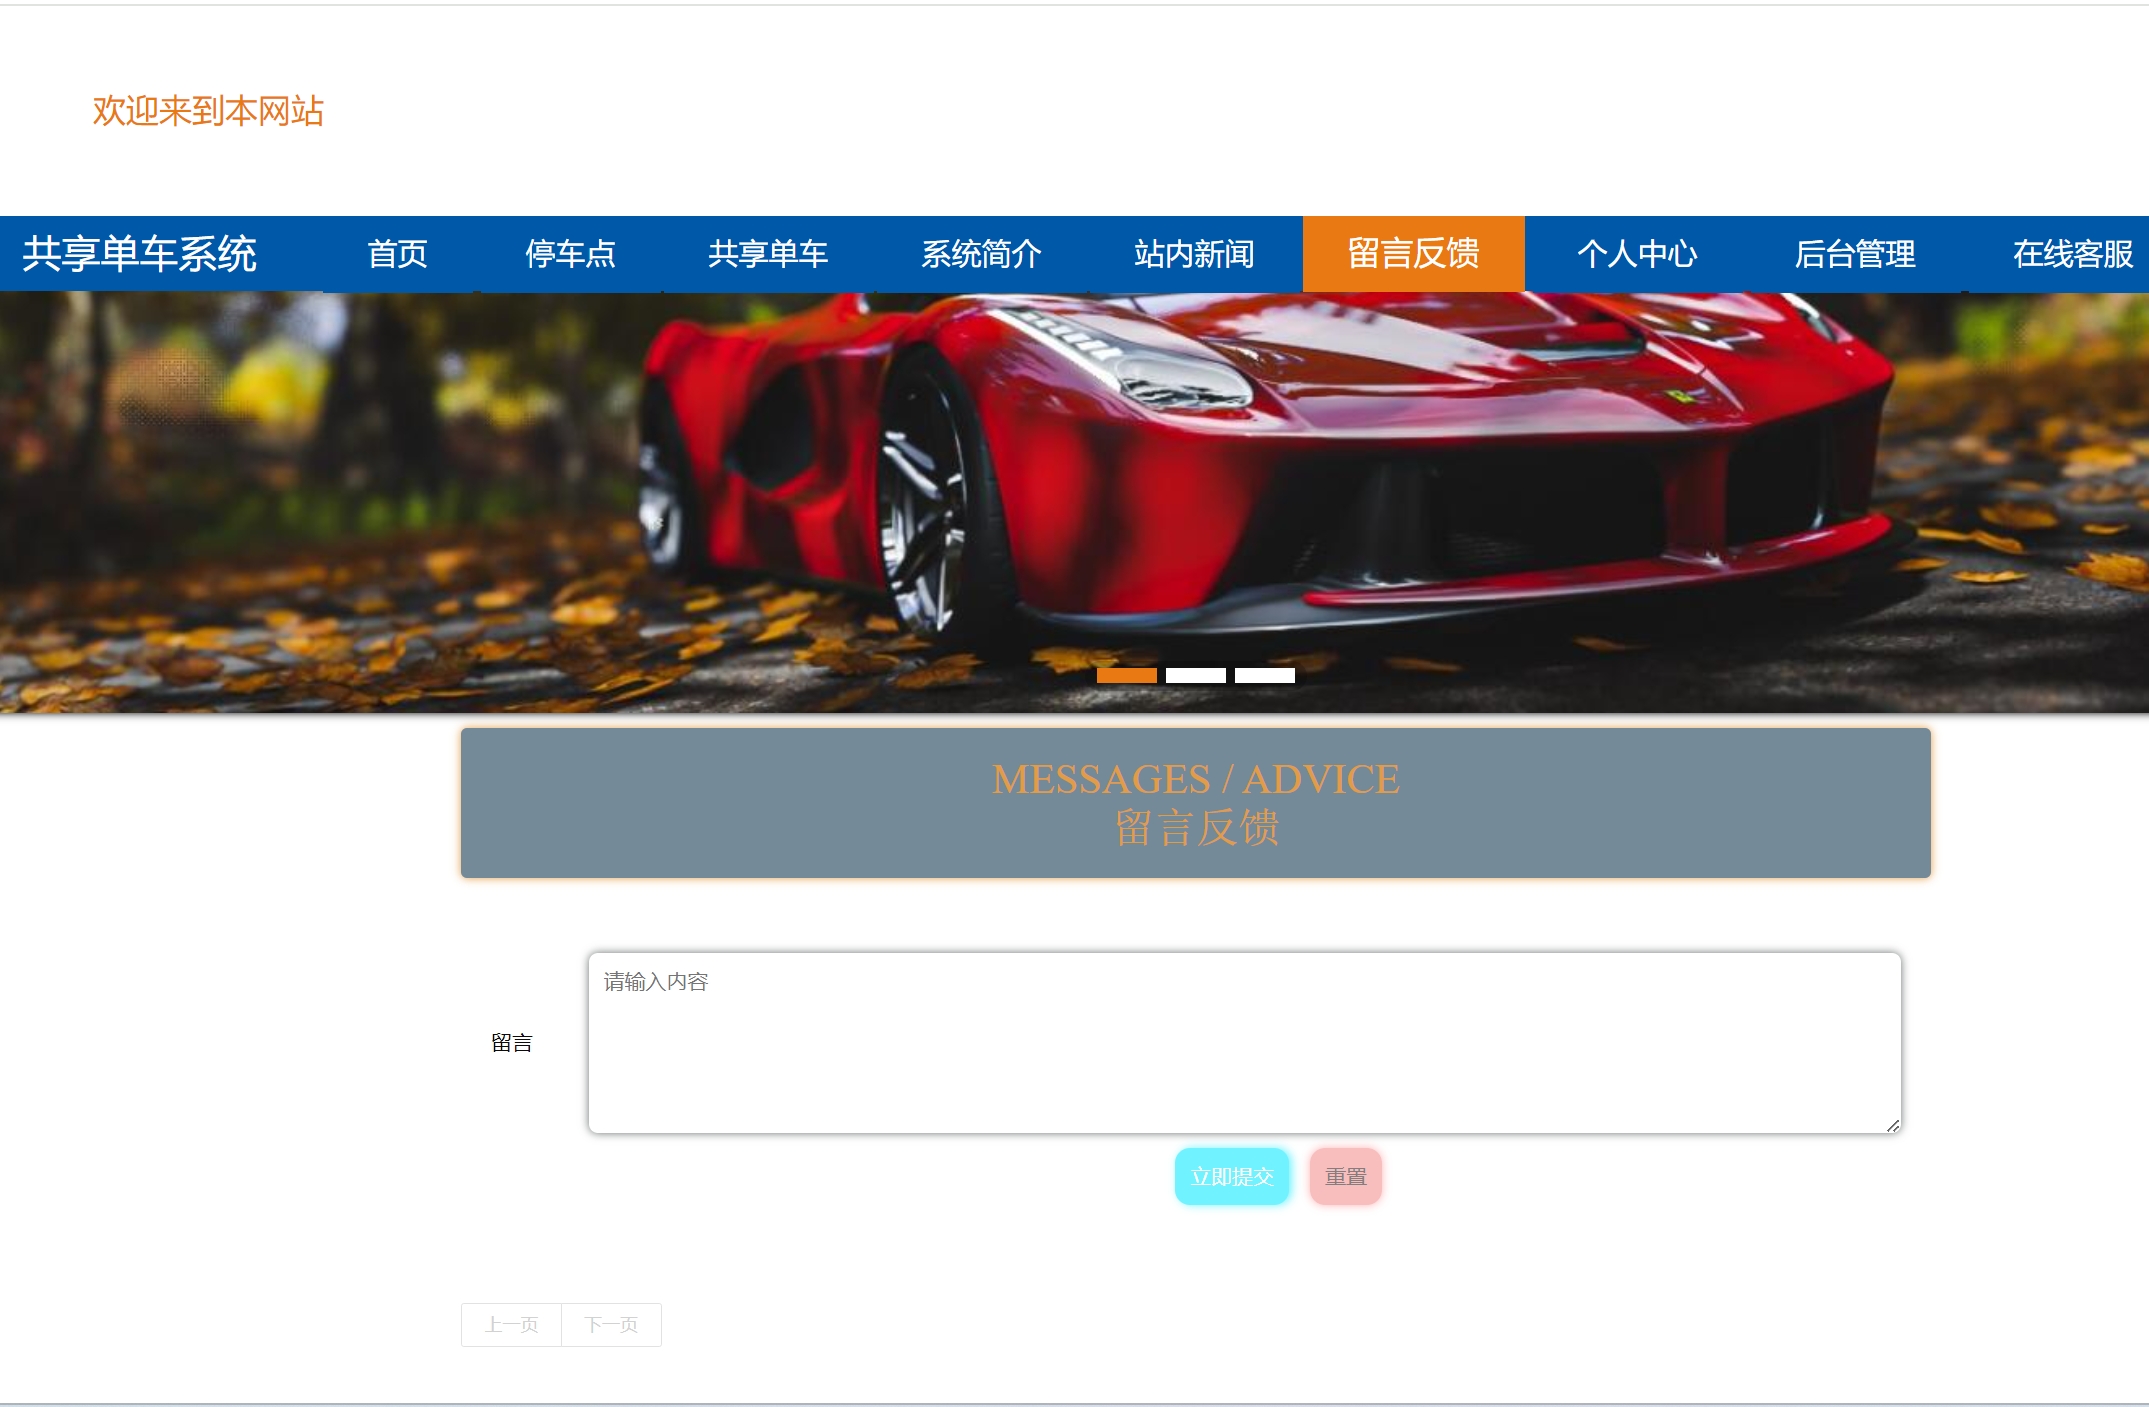 欢迎来到本网站
共享单车系统 首页 停车点 共享单车 系统简介 站内新闻 留言反馈 个人中心 后台管理 在线客服
MESSAGES / ADVICE
留言反馈
请输入内容
留言
立即提交 重置
上一页 下一页